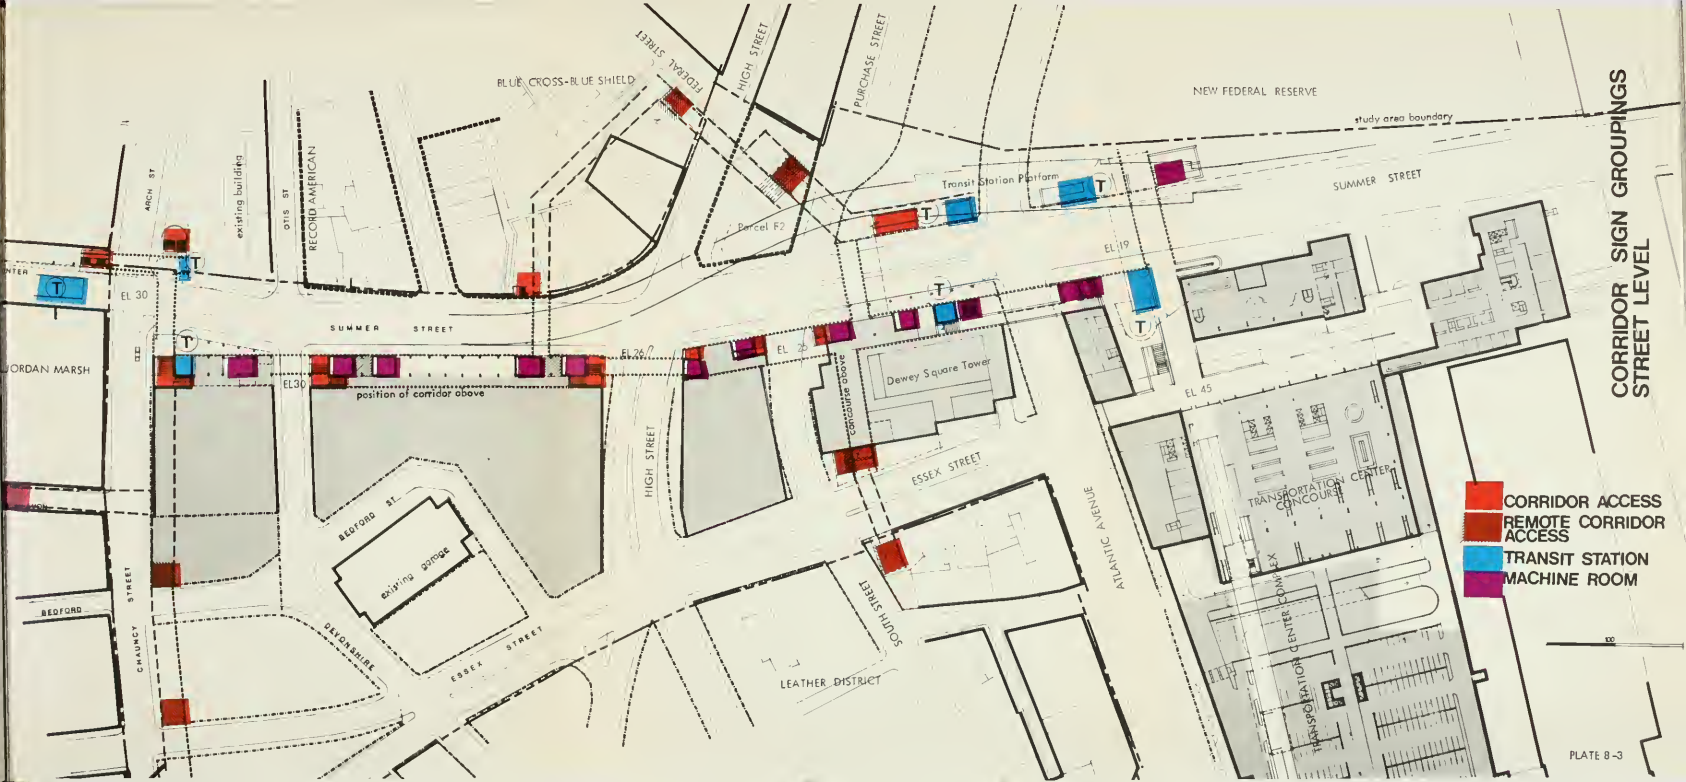 FEDERAL STREET
HIGH STREET
PURCHASE STREET
BLUE CROSS-BLUE SHIELD
NEW FEDERAL RESERVE
study area boundary
CORRIDOR SIGN GROUPINGS
STREET LEVEL
ARCH ST
existing building
OTIS ST
RECORD AMERICAN
Transit Station Platform
T
T
SUMMER STREET
Parcel F2
EL 19
T
T
EL 30
T
T
SUMMER STREET
T
T
JORDAN MARSH
EL30
position of corridor above
EL26
EL 25
concourse above
Dewey Square Tower
EL 45
HIGH STREET
ESSEX STREET
ATLANTIC AVENUE
TRANSPORTATION CENTER
CONCOURSE
BEDFORD ST
existing garage
CORRIDOR ACCESS
REMOTE CORRIDOR
ACCESS
TRANSIT STATION
MACHINE ROOM
BEDFORD
CHAUNCY STREET
DEVONSHIRE
ESSEX STREET
SOUTH STREET
LEATHER DISTRICT
TRANSPORTATION CENTER COMPLEX
100
PLATE 8-3